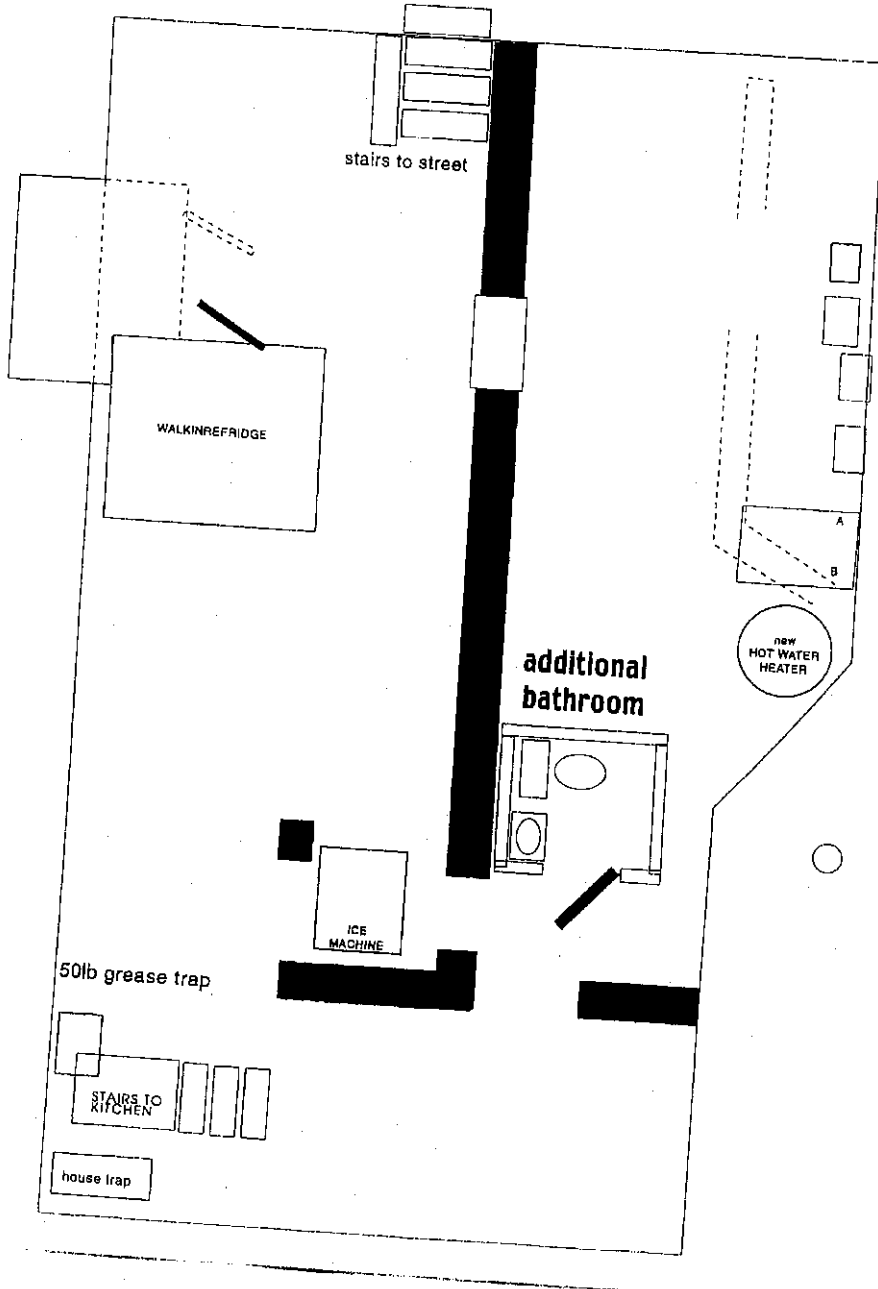 stairs to street
WALKINREFRIDGE
A
B
new
HOT WATER
HEATER
additional
bathroom
ICE
MACHINE
50lb grease trap
STAIRS TO
KITCHEN
house trap